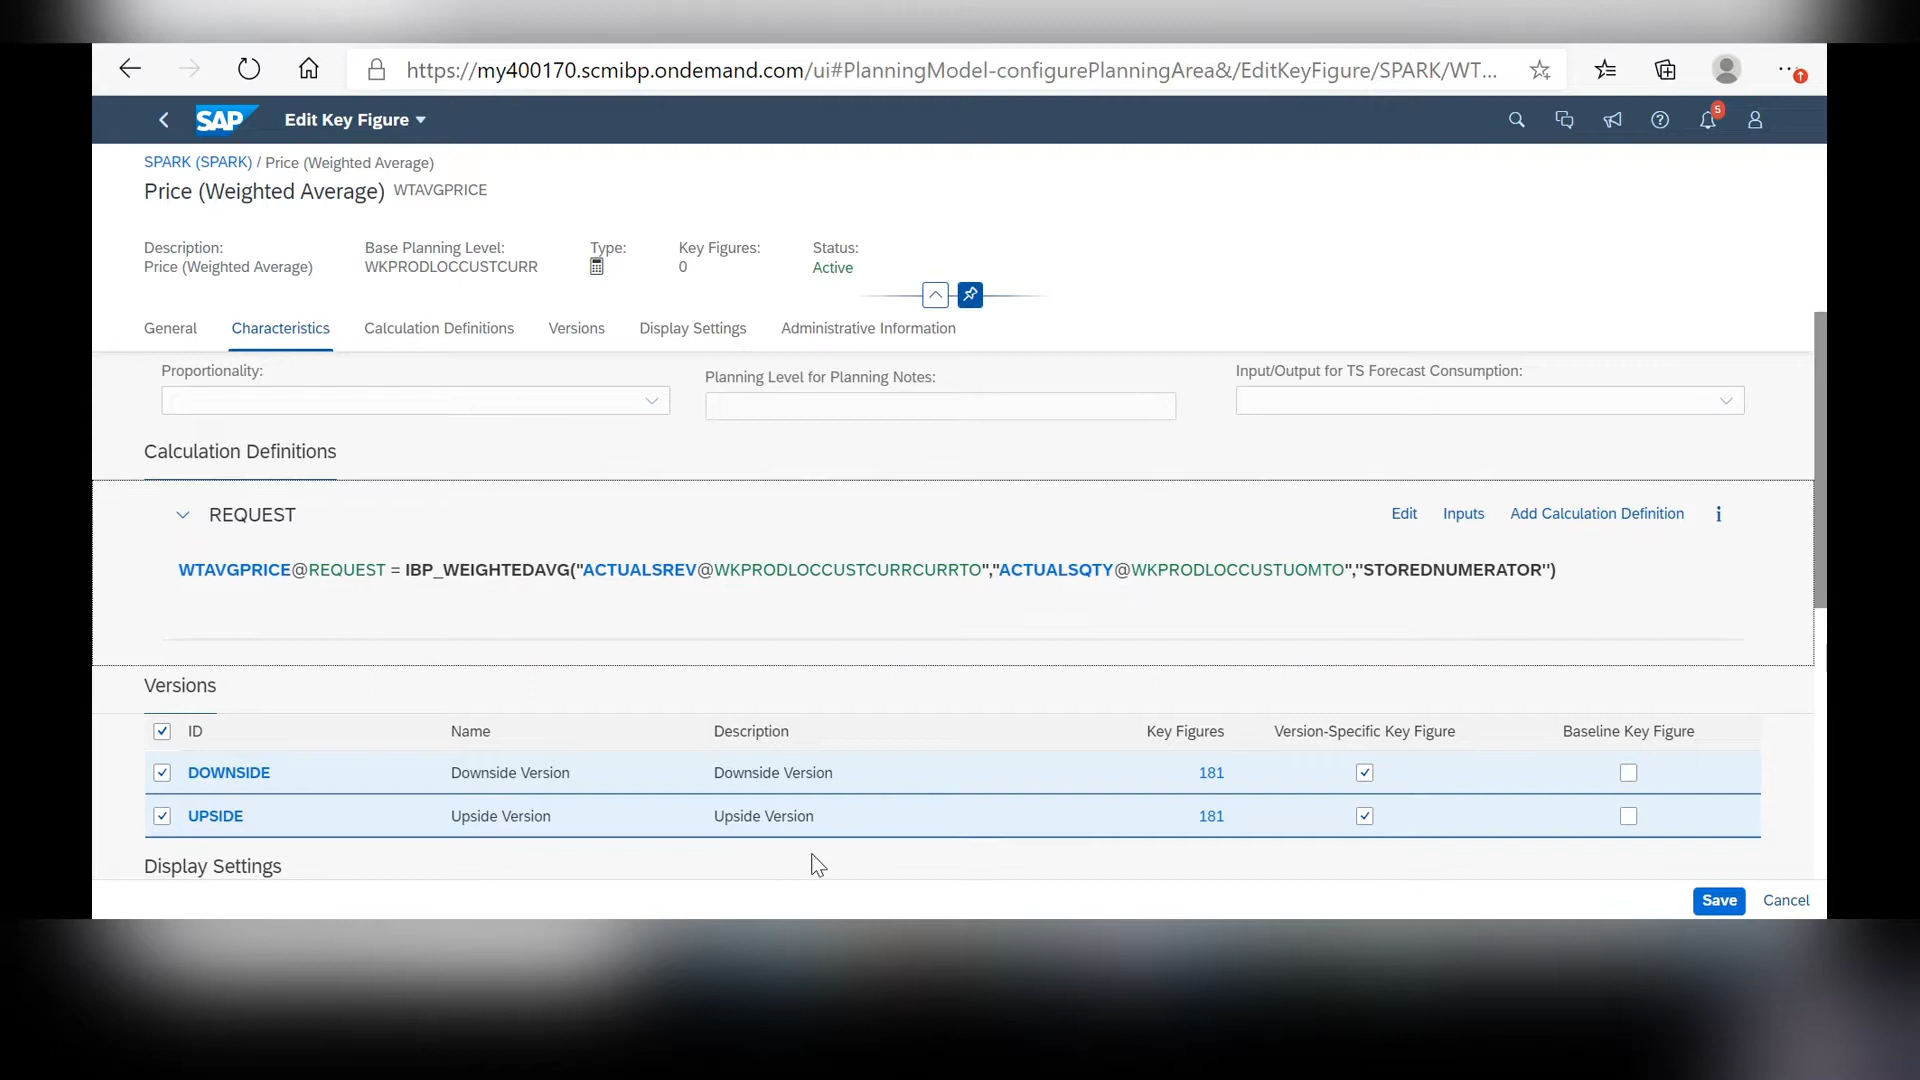 https://my400170.scmibp.ondemand.com/ui#PlanningModel-configurePlanningArea&/EditKeyFigure/SPARK/WT...
SAP Edit Key Figure 5
SPARK (SPARK) / Price (Weighted Average)
Price (Weighted Average) WTAVGPRICE
Description: Base Planning Level: Type: Key Figures: Status:
Price (Weighted Average) WKPRODLOCCUSTCURR 0 Active
General Characteristics Calculation Definitions Versions Display Settings Administrative Information
Proportionality: Planning Level for Planning Notes: Input/Output for TS Forecast Consumption:
Calculation Definitions
REQUEST Edit Inputs Add Calculation Definition i
WTAVGPRICE@REQUEST = IBP_WEIGHTEDAVG("ACTUALSREV@WKPRODLOCCUSTCURRCURRTO","ACTUALSQTY@WKPRODLOCCUSTUOMTO","STOREDNUMERATOR")
Versions
ID Name Description Key Figures Version-Specific Key Figure Baseline Key Figure
DOWNSIDE Downside Version Downside Version 181
UPSIDE Upside Version Upside Version 181
Display Settings
Save Cancel